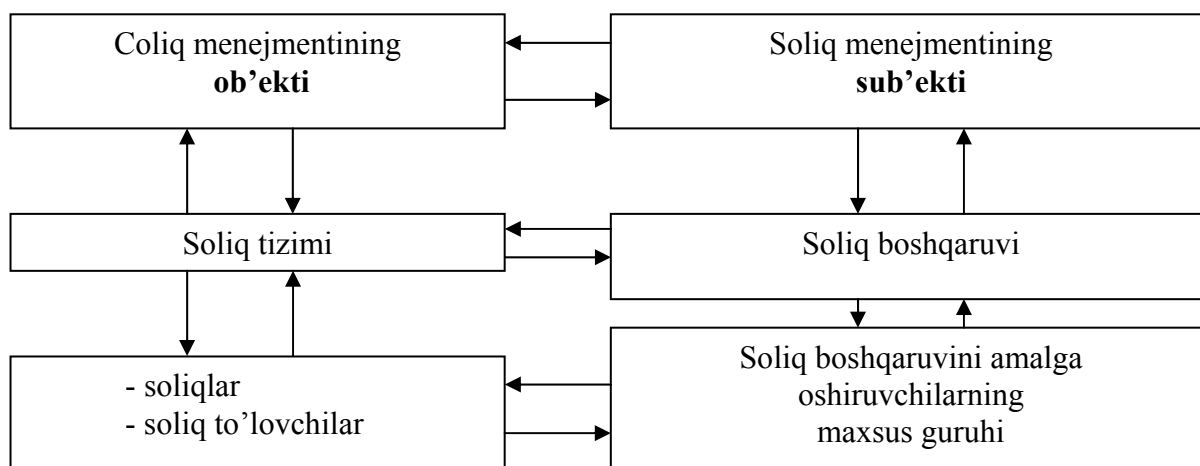 Coliq menejmentining
ob’ekti
Soliq menejmentining
sub’ekti
Soliq tizimi
Soliq boshqaruvi
- soliqlar
- soliq to’lovchilar
Soliq boshqaruvini amalga
oshiruvchilarning
maxsus guruhi